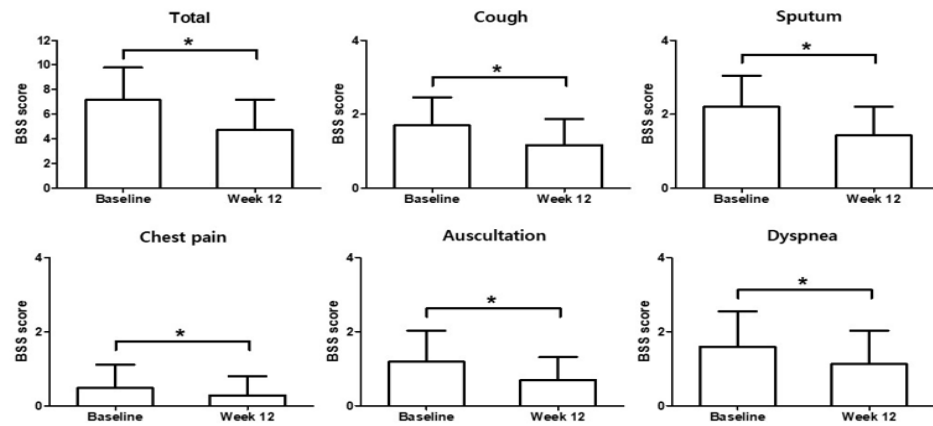 Total
BSS score
12
10
8
6
4
2
0
*
Baseline
Week 12
Cough
BSS score
4
2
0
*
Baseline
Week 12
Sputum
BSS score
4
2
0
*
Baseline
Week 12
Chest pain
BSS score
4
2
0
*
Baseline
Week 12
Auscultation
BSS score
4
2
0
*
Baseline
Week 12
Dyspnea
BSS score
4
2
0
*
Baseline
Week 12